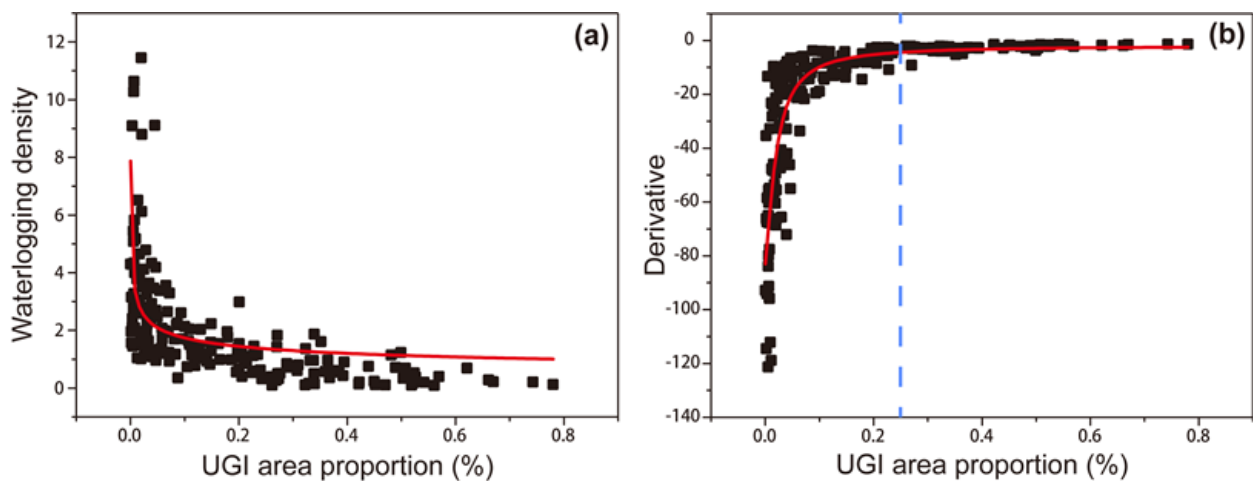 (a)
Waterlogging density
12
10
8
6
4
2
0
0.0 0.2 0.4 0.6 0.8
UGI area proportion (%)
(b)
Derivative
0
-20
-40
-60
-80
-100
-120
-140
0.0 0.2 0.4 0.6 0.8
UGI area proportion (%)